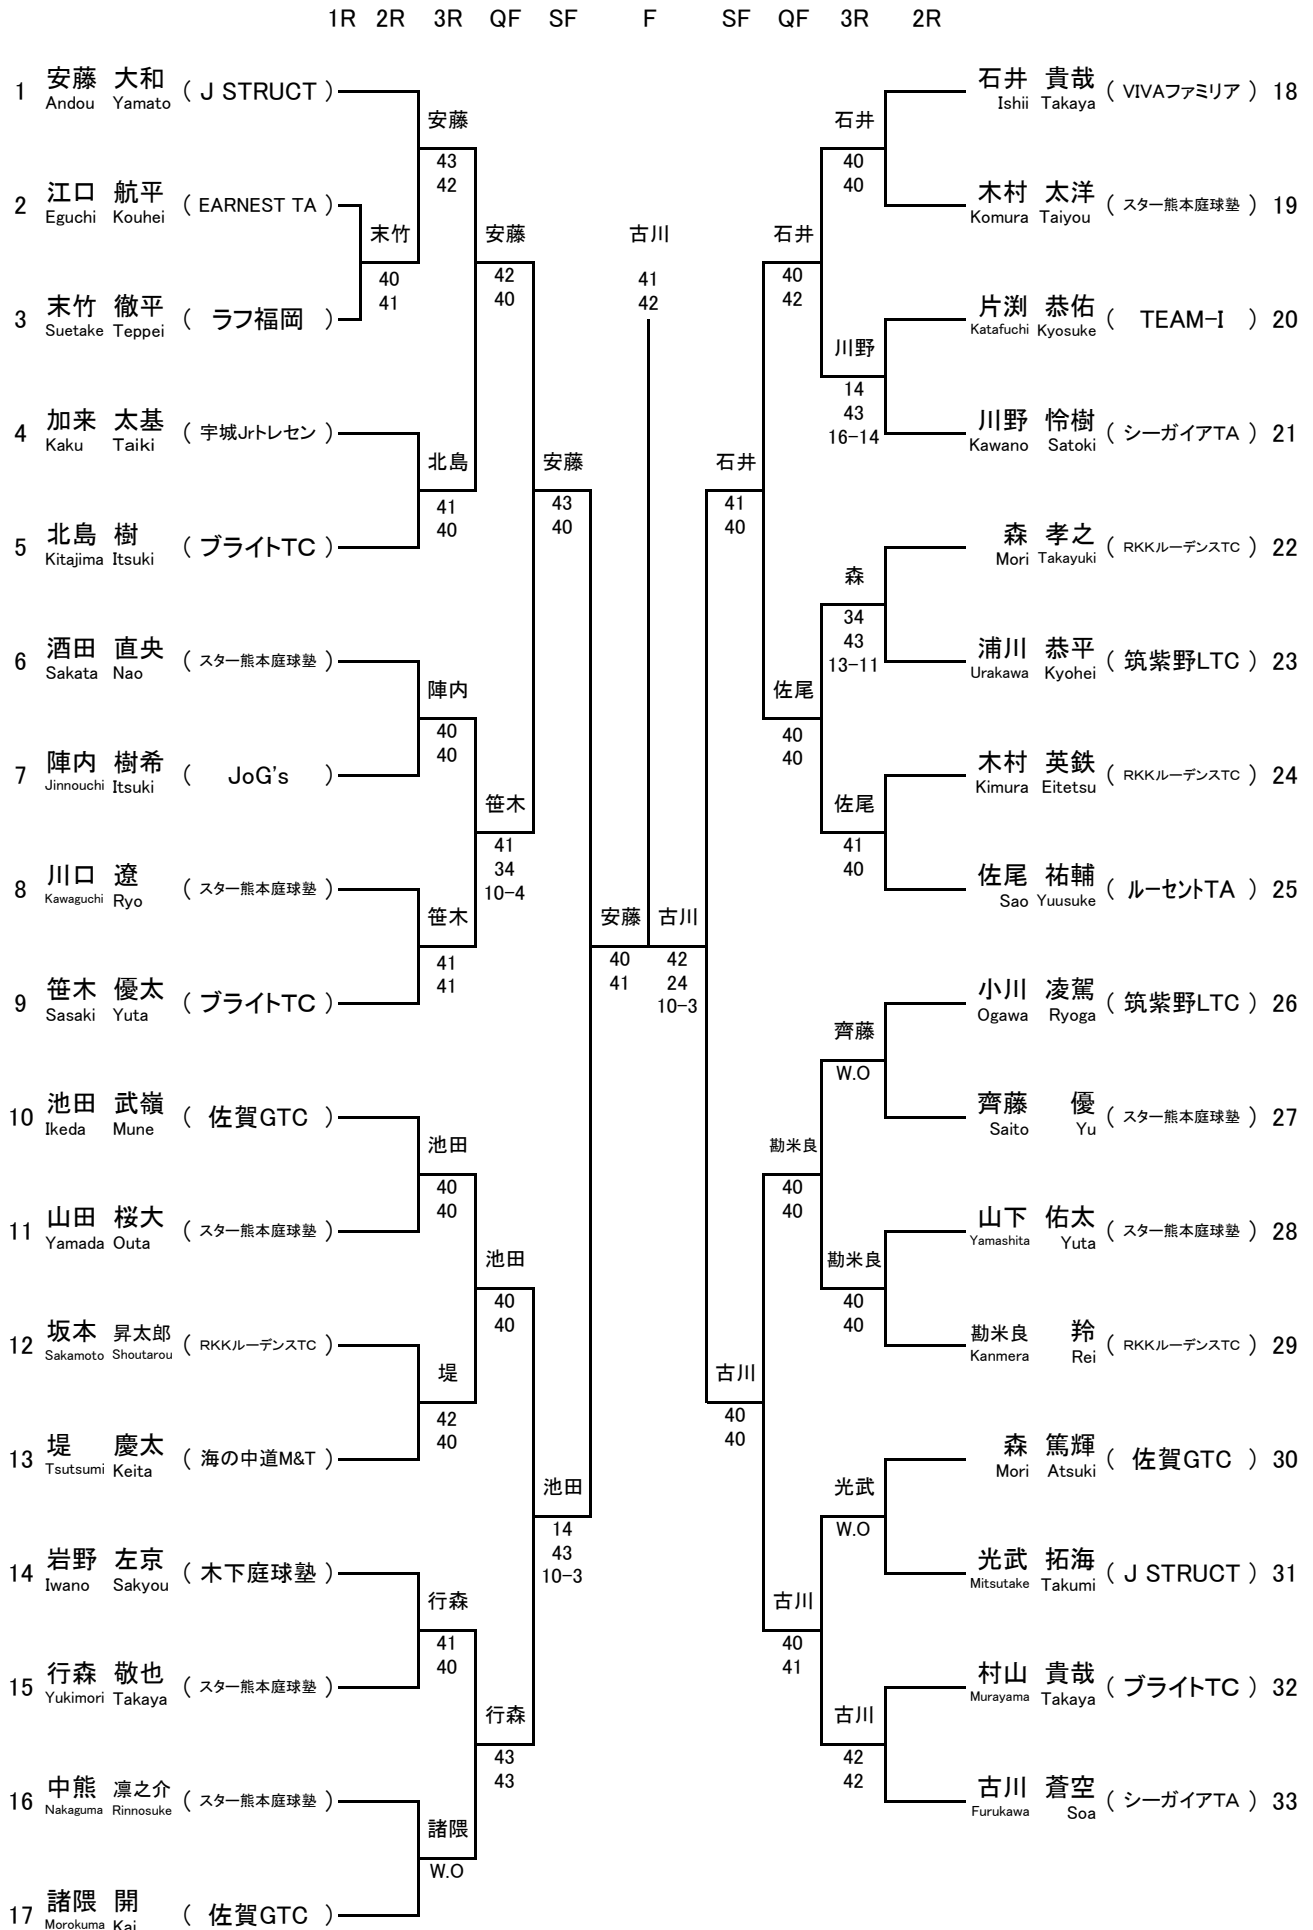 1R 2R 3R QF SF F SF QF 3R 2R
1 安藤 大和 ( J STRUCT )
Andou Yamato
2 江口 航平 ( EARNEST TA )
Eguchi Kouhei
3 末竹 徹平 ( ラフ福岡 )
Suetake Teppei
4 加来 太基 ( 宇城Jrトレセン )
Kaku Taiki
5 北島 樹 ( ブライトTC )
Kitajima Itsuki
6 酒田 直央 ( スター熊本庭球塾 )
Sakata Nao
7 陣内 樹希 ( JoG's )
Jinnouchi Itsuki
8 川口 遼 ( スター熊本庭球塾 )
Kawaguchi Ryo
9 笹木 優太 ( ブライトTC )
Sasaki Yuta
10 池田 武嶺 ( 佐賀GTC )
Ikeda Mune
11 山田 桜大 ( スター熊本庭球塾 )
Yamada Outa
12 坂本 昇太郎 ( RKKルーデンスTC )
Sakamoto Shoutarou
13 堤 慶太 ( 海の中道M&T )
Tsutsumi Keita
14 岩野 左京 ( 木下庭球塾 )
Iwano Sakyou
15 行森 敬也 ( スター熊本庭球塾 )
Yukimori Takaya
16 中熊 凛之介 ( スター熊本庭球塾 )
Nakaguma Rinnosuke
17 諸隈 開 ( 佐賀GTC )
Morokuma Kai
末竹
40
41
安藤
43
42
北島
41
40
陣内
40
40
笹木
41
41
池田
40
40
堤
42
40
行森
41
40
諸隈
W.O
安藤
42
40
笹木
41
34
10-4
池田
40
40
行森
43
43
安藤
43
40
池田
14
43
10-3
安藤
40
41
古川
41
42
古川
42
24
10-3
石井
41
40
古川
40
40
石井
40
42
佐尾
40
40
勘米良
40
40
古川
40
41
石井
40
40
川野
14
43
16-14
森
34
43
13-11
佐尾
41
40
齊藤
W.O
勘米良
40
40
光武
W.O
古川
42
42
石井 貴哉 ( VIVAファミリア ) 18
Ishii Takaya
木村 太洋 ( スター熊本庭球塾 ) 19
Komura Taiyou
片渕 恭佑 ( TEAM-I ) 20
Katafuchi Kyosuke
川野 怜樹 ( シーガイアTA ) 21
Kawano Satoki
森 孝之 ( RKKルーデンスTC ) 22
Mori Takayuki
浦川 恭平 ( 筑紫野LTC ) 23
Urakawa Kyohei
木村 英鉄 ( RKKルーデンスTC ) 24
Kimura Eitetsu
佐尾 祐輔 ( ルーセントTA ) 25
Sao Yuusuke
小川 凌駕 ( 筑紫野LTC ) 26
Ogawa Ryoga
齊藤 優 ( スター熊本庭球塾 ) 27
Saito Yu
山下 佑太 ( スター熊本庭球塾 ) 28
Yamashita Yuta
勘米良 羚 ( RKKルーデンスTC ) 29
Kanmera Rei
森 篤輝 ( 佐賀GTC ) 30
Mori Atsuki
光武 拓海 ( J STRUCT ) 31
Mitsutake Takumi
村山 貴哉 ( ブライトTC ) 32
Murayama Takaya
古川 蒼空 ( シーガイアTA ) 33
Furukawa Soa